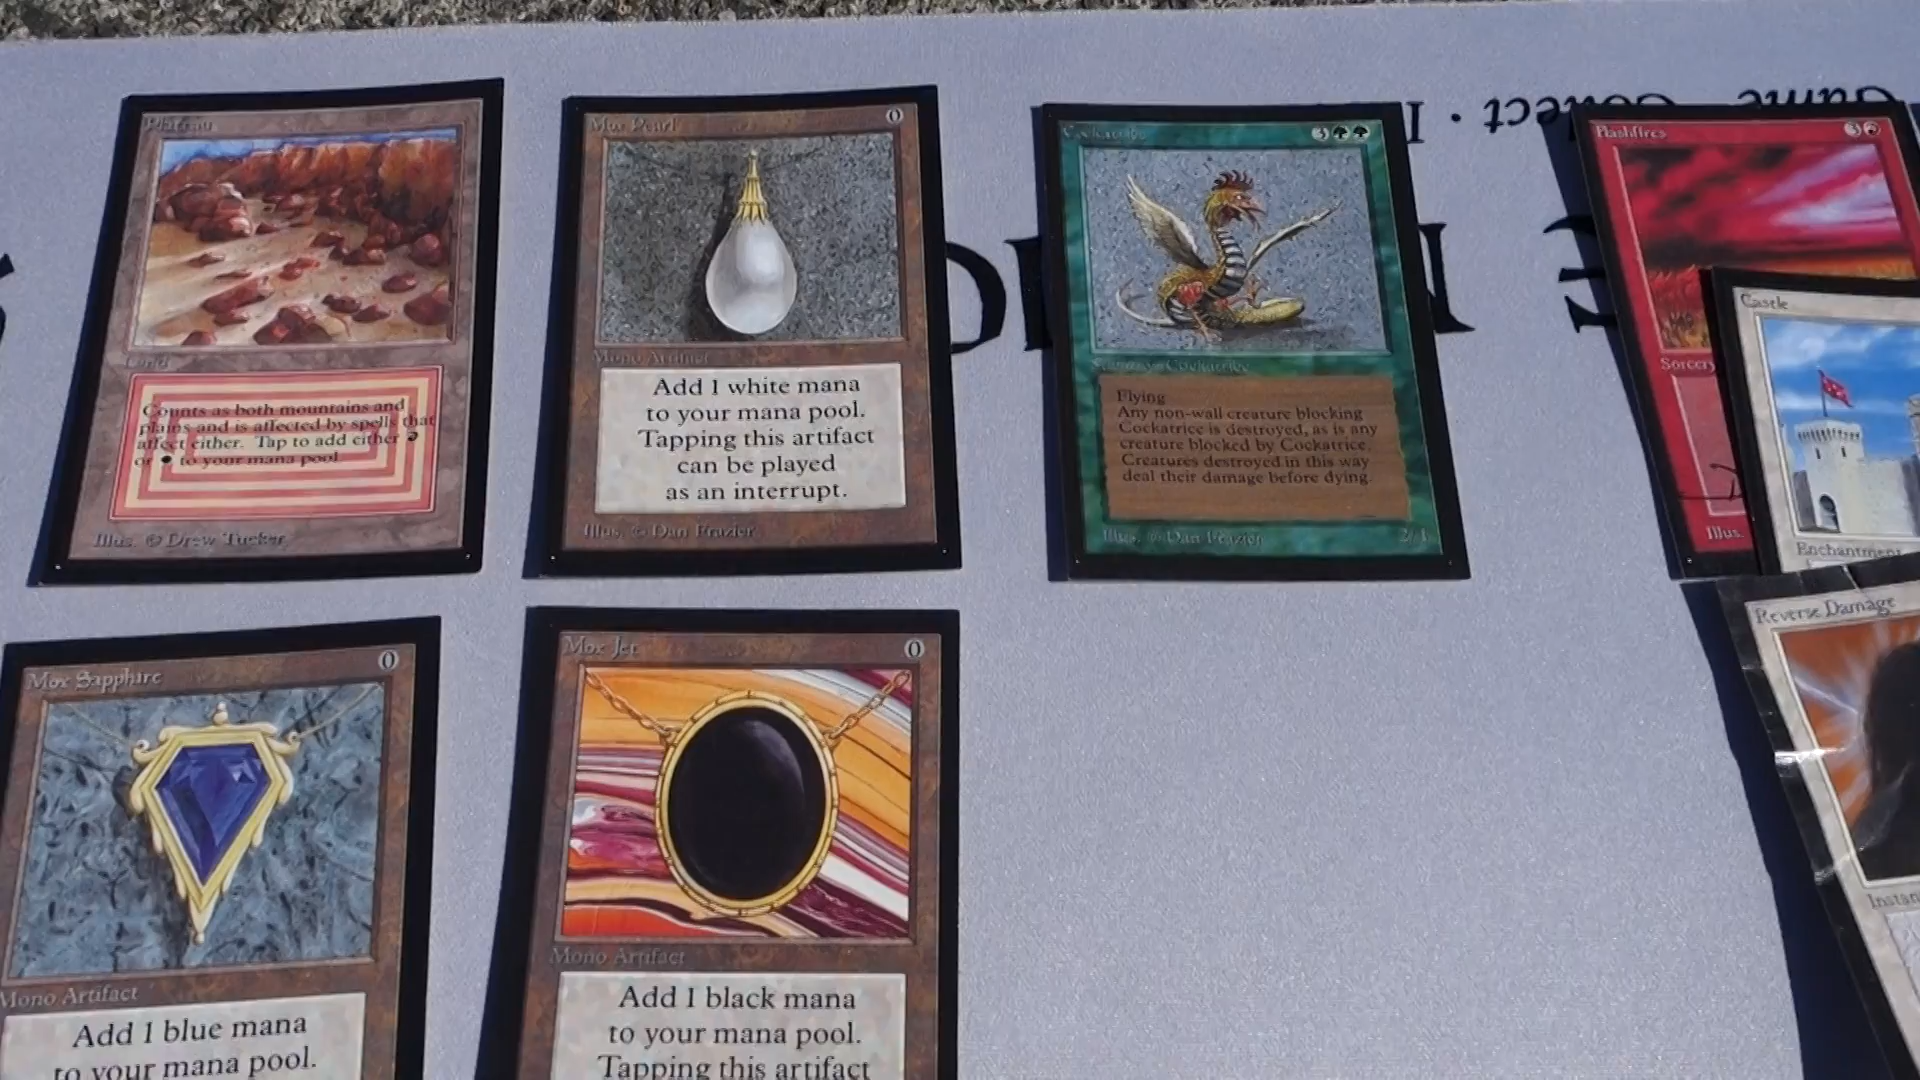 Plateau
Land
Counts as both mountains and
plains and is affected by spells that
affect either. Tap to add either
or to your mana pool.
Illus. © Drew Tucker
Mox Pearl
0
Mono Artifact
Add 1 white mana
to your mana pool.
Tapping this artifact
can be played
as an interrupt.
Illus. © Dan Frazier
Cockatrice
3
Summon Cockatrice
Flying
Any non-wall creature blocking
Cockatrice is destroyed, as is any
creature blocked by Cockatrice.
Creatures destroyed in this way
deal their damage before dying.
Illus. © Dan Frazier
2/4
Game
Flashfires
3
Sorcery
Illus.
Castle
Enchantment
Reverse Damage
Instan
Mox Sapphire
0
Mono Artifact
Add 1 blue mana
to your mana pool.
Mox Jet
0
Mono Artifact
Add 1 black mana
to your mana pool.
Tapping this artifact